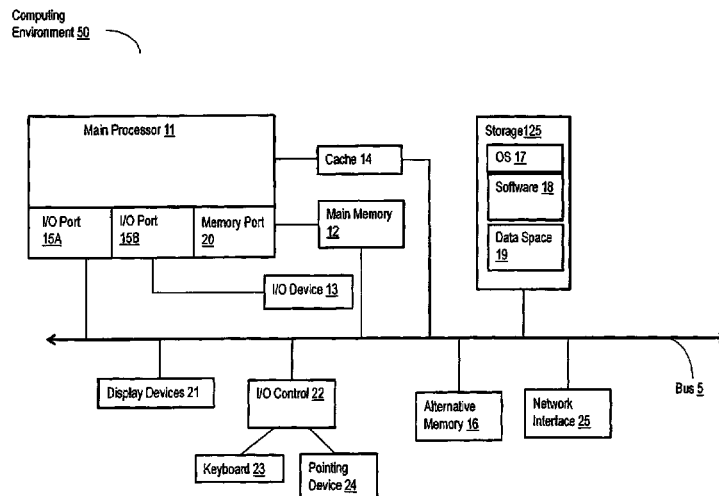 Computing
Environment 50
Main Processor 11
Storage125
OS 17
Cache 14
Software 18
I/O Port
15A
I/O Port
15B
Memory Port
20
Main Memory
12
Data Space
19
I/O Device 13
Display Devices 21
I/O Control 22
Alternative
Memory 16
Network
Interface 25
Bus 5
Keyboard 23
Pointing
Device 24